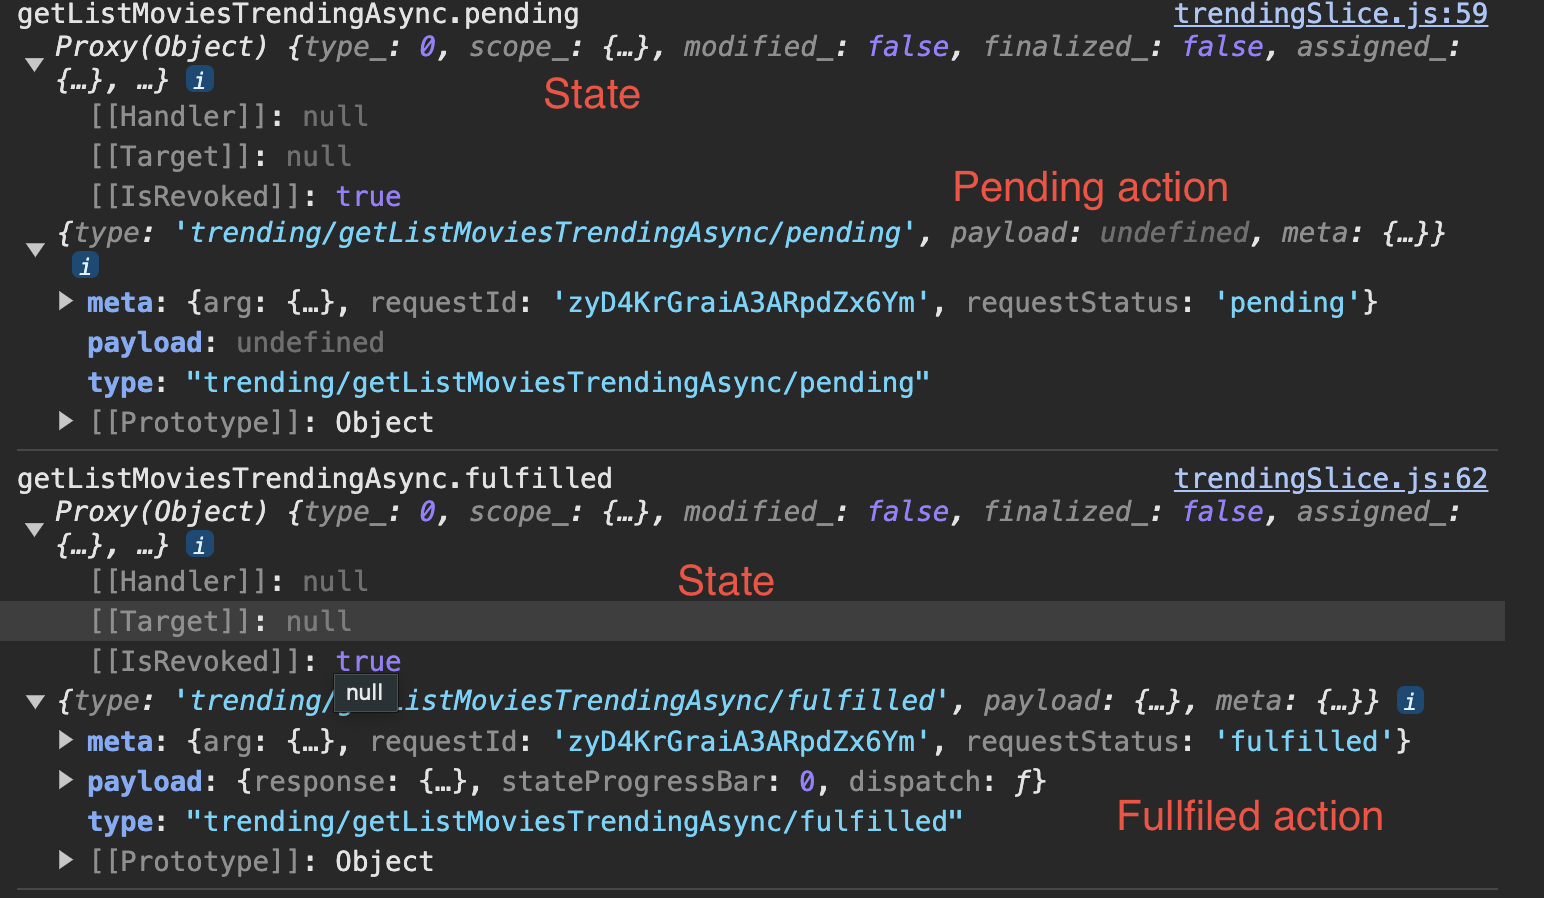 getListMoviesTrendingAsync.pending trendingSlice.js:59
Proxy(Object) {type_: 0, scope_: {…}, modified_: false, finalized_: false, assigned_:
{…}, …} i
State
[[Handler]]: null
[[Target]]: null
[[IsRevoked]]: true
Pending action
{type: 'trending/getListMoviesTrendingAsync/pending', payload: undefined, meta: {…}}
i
meta: {arg: {…}, requestId: 'zyD4KrGraiA3ARpdZx6Ym', requestStatus: 'pending'}
payload: undefined
type: "trending/getListMoviesTrendingAsync/pending"
[[Prototype]]: Object
getListMoviesTrendingAsync.fulfilled trendingSlice.js:62
Proxy(Object) {type_: 0, scope_: {…}, modified_: false, finalized_: false, assigned_:
{…}, …} i
[[Handler]]: null
State
[[Target]]: null
[[IsRevoked]]: true
null
{type: 'trending/getListMoviesTrendingAsync/fulfilled', payload: {…}, meta: {…}} i
meta: {arg: {…}, requestId: 'zyD4KrGraiA3ARpdZx6Ym', requestStatus: 'fulfilled'}
payload: {response: {…}, stateProgressBar: 0, dispatch: ƒ}
type: "trending/getListMoviesTrendingAsync/fulfilled"
Fullfiled action
[[Prototype]]: Object